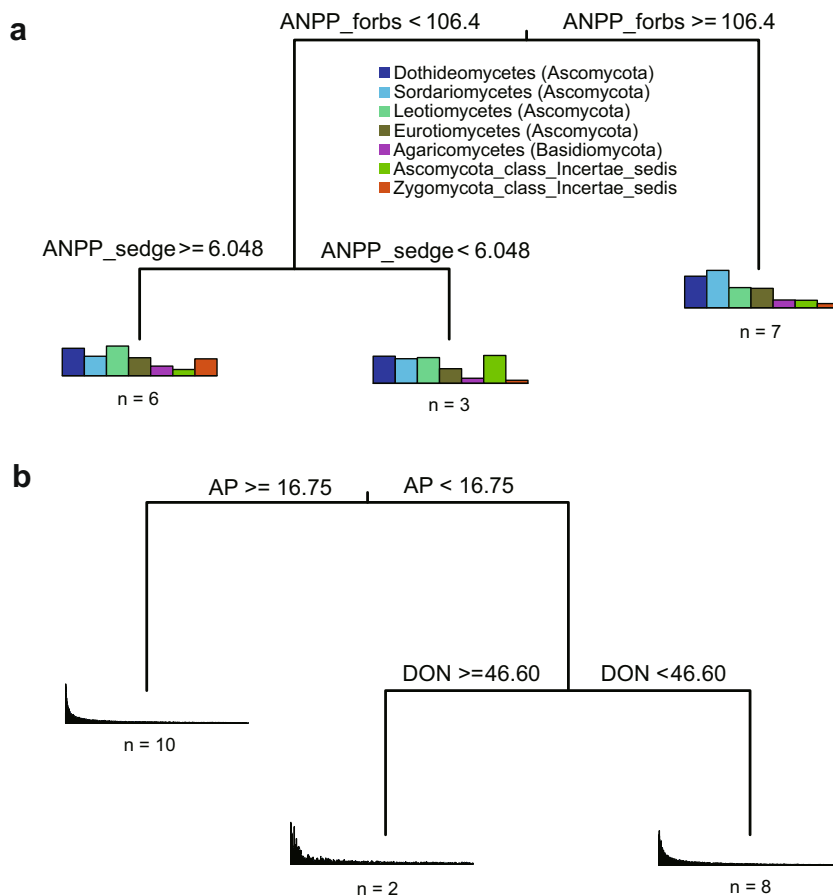 a
ANPP_forbs < 106.4
ANPP_forbs >= 106.4
Dothideomycetes (Ascomycota)
Sordariomycetes (Ascomycota)
Leotiomycetes (Ascomycota)
Eurotiomycetes (Ascomycota)
Agaricomycetes (Basidiomycota)
Ascomycota_class_Incertae_sedis
Zygomycota_class_Incertae_sedis
ANPP_sedge>= 6.048
ANPP_sedge< 6.048
n = 7
n = 6
n = 3
b
AP >= 16.75
AP < 16.75
DON >=46.60
DON <46.60
n = 10
n = 2
n = 8